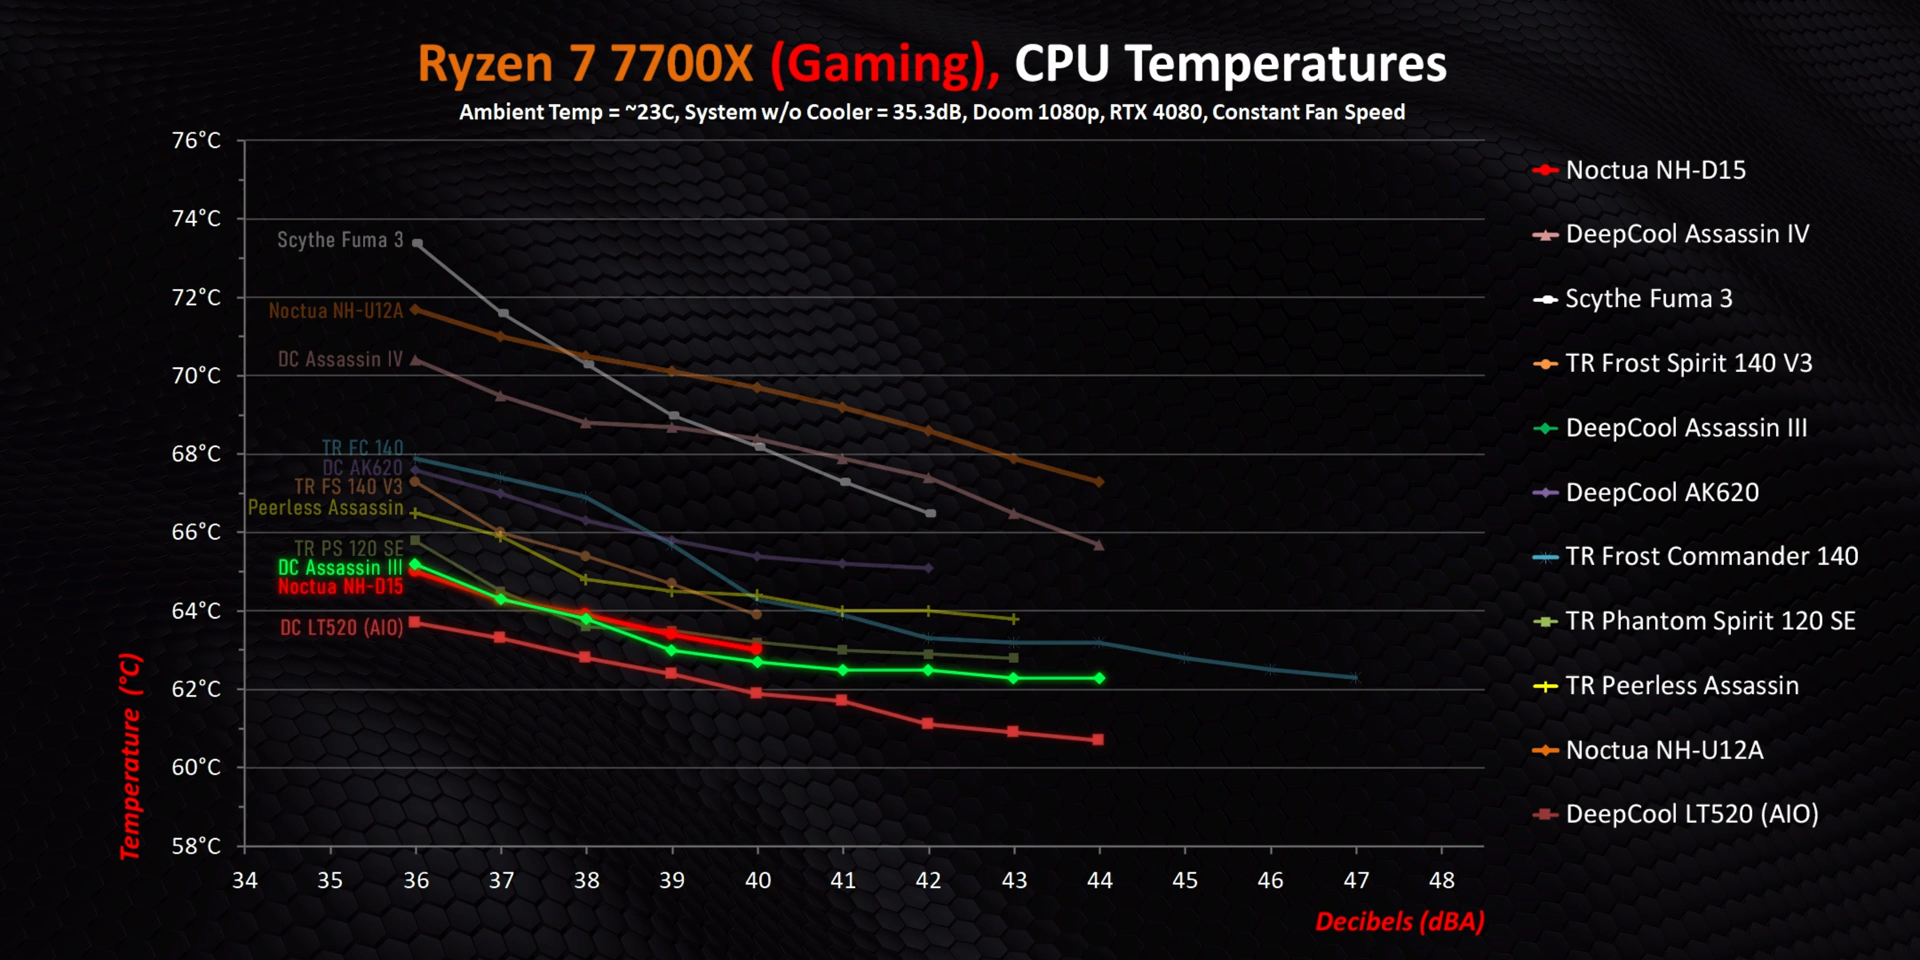 Ryzen 7 7700X (Gaming), CPU Temperatures
Ambient Temp = ~23C, System w/o Cooler = 35.3dB, Doom 1080p, RTX 4080, Constant Fan Speed
76°C
74°C
72°C
70°C
68°C
66°C
64°C
62°C
60°C
58°C
Temperature (°C)
Scythe Fuma 3
Noctua NH-U12A
DC Assassin IV
TR FC 140
DC AK620
TR FS 140 V3
Peerless Assassin
TR PS 120 SE
DC Assassin III
Noctua NH-D15
DC LT520 (AIO)
34 35 36 37 38 39 40 41 42 43 44 45 46 47 48
Decibels (dBA)
Noctua NH-D15
DeepCool Assassin IV
Scythe Fuma 3
TR Frost Spirit 140 V3
DeepCool Assassin III
DeepCool AK620
TR Frost Commander 140
TR Phantom Spirit 120 SE
TR Peerless Assassin
Noctua NH-U12A
DeepCool LT520 (AIO)